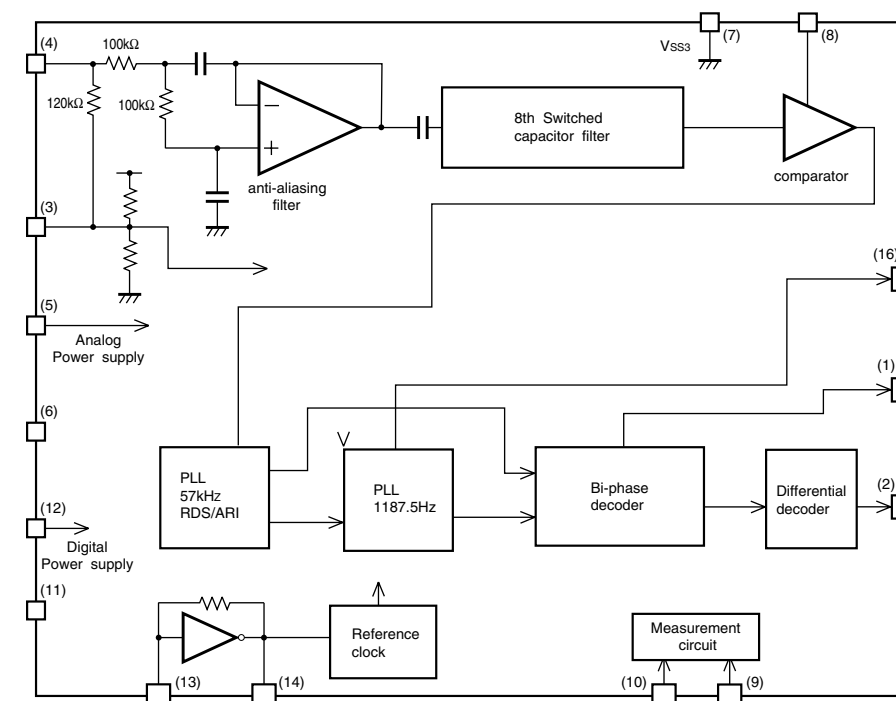 (4)
100kΩ
120kΩ
100kΩ
−
+
anti-aliasing
filter
8th Switched
capacitor filter
VSS3
(7)
(8)
comparator
(3)
(5)
Analog
Power supply
(6)
(12)
Digital
Power supply
(11)
(16)
(1)
(2)
PLL
57kHz
RDS/ARI
PLL
1187.5Hz
Bi-phase
decoder
Differential
decoder
Reference
clock
Measurement
circuit
(13)
(14)
(10)
(9)